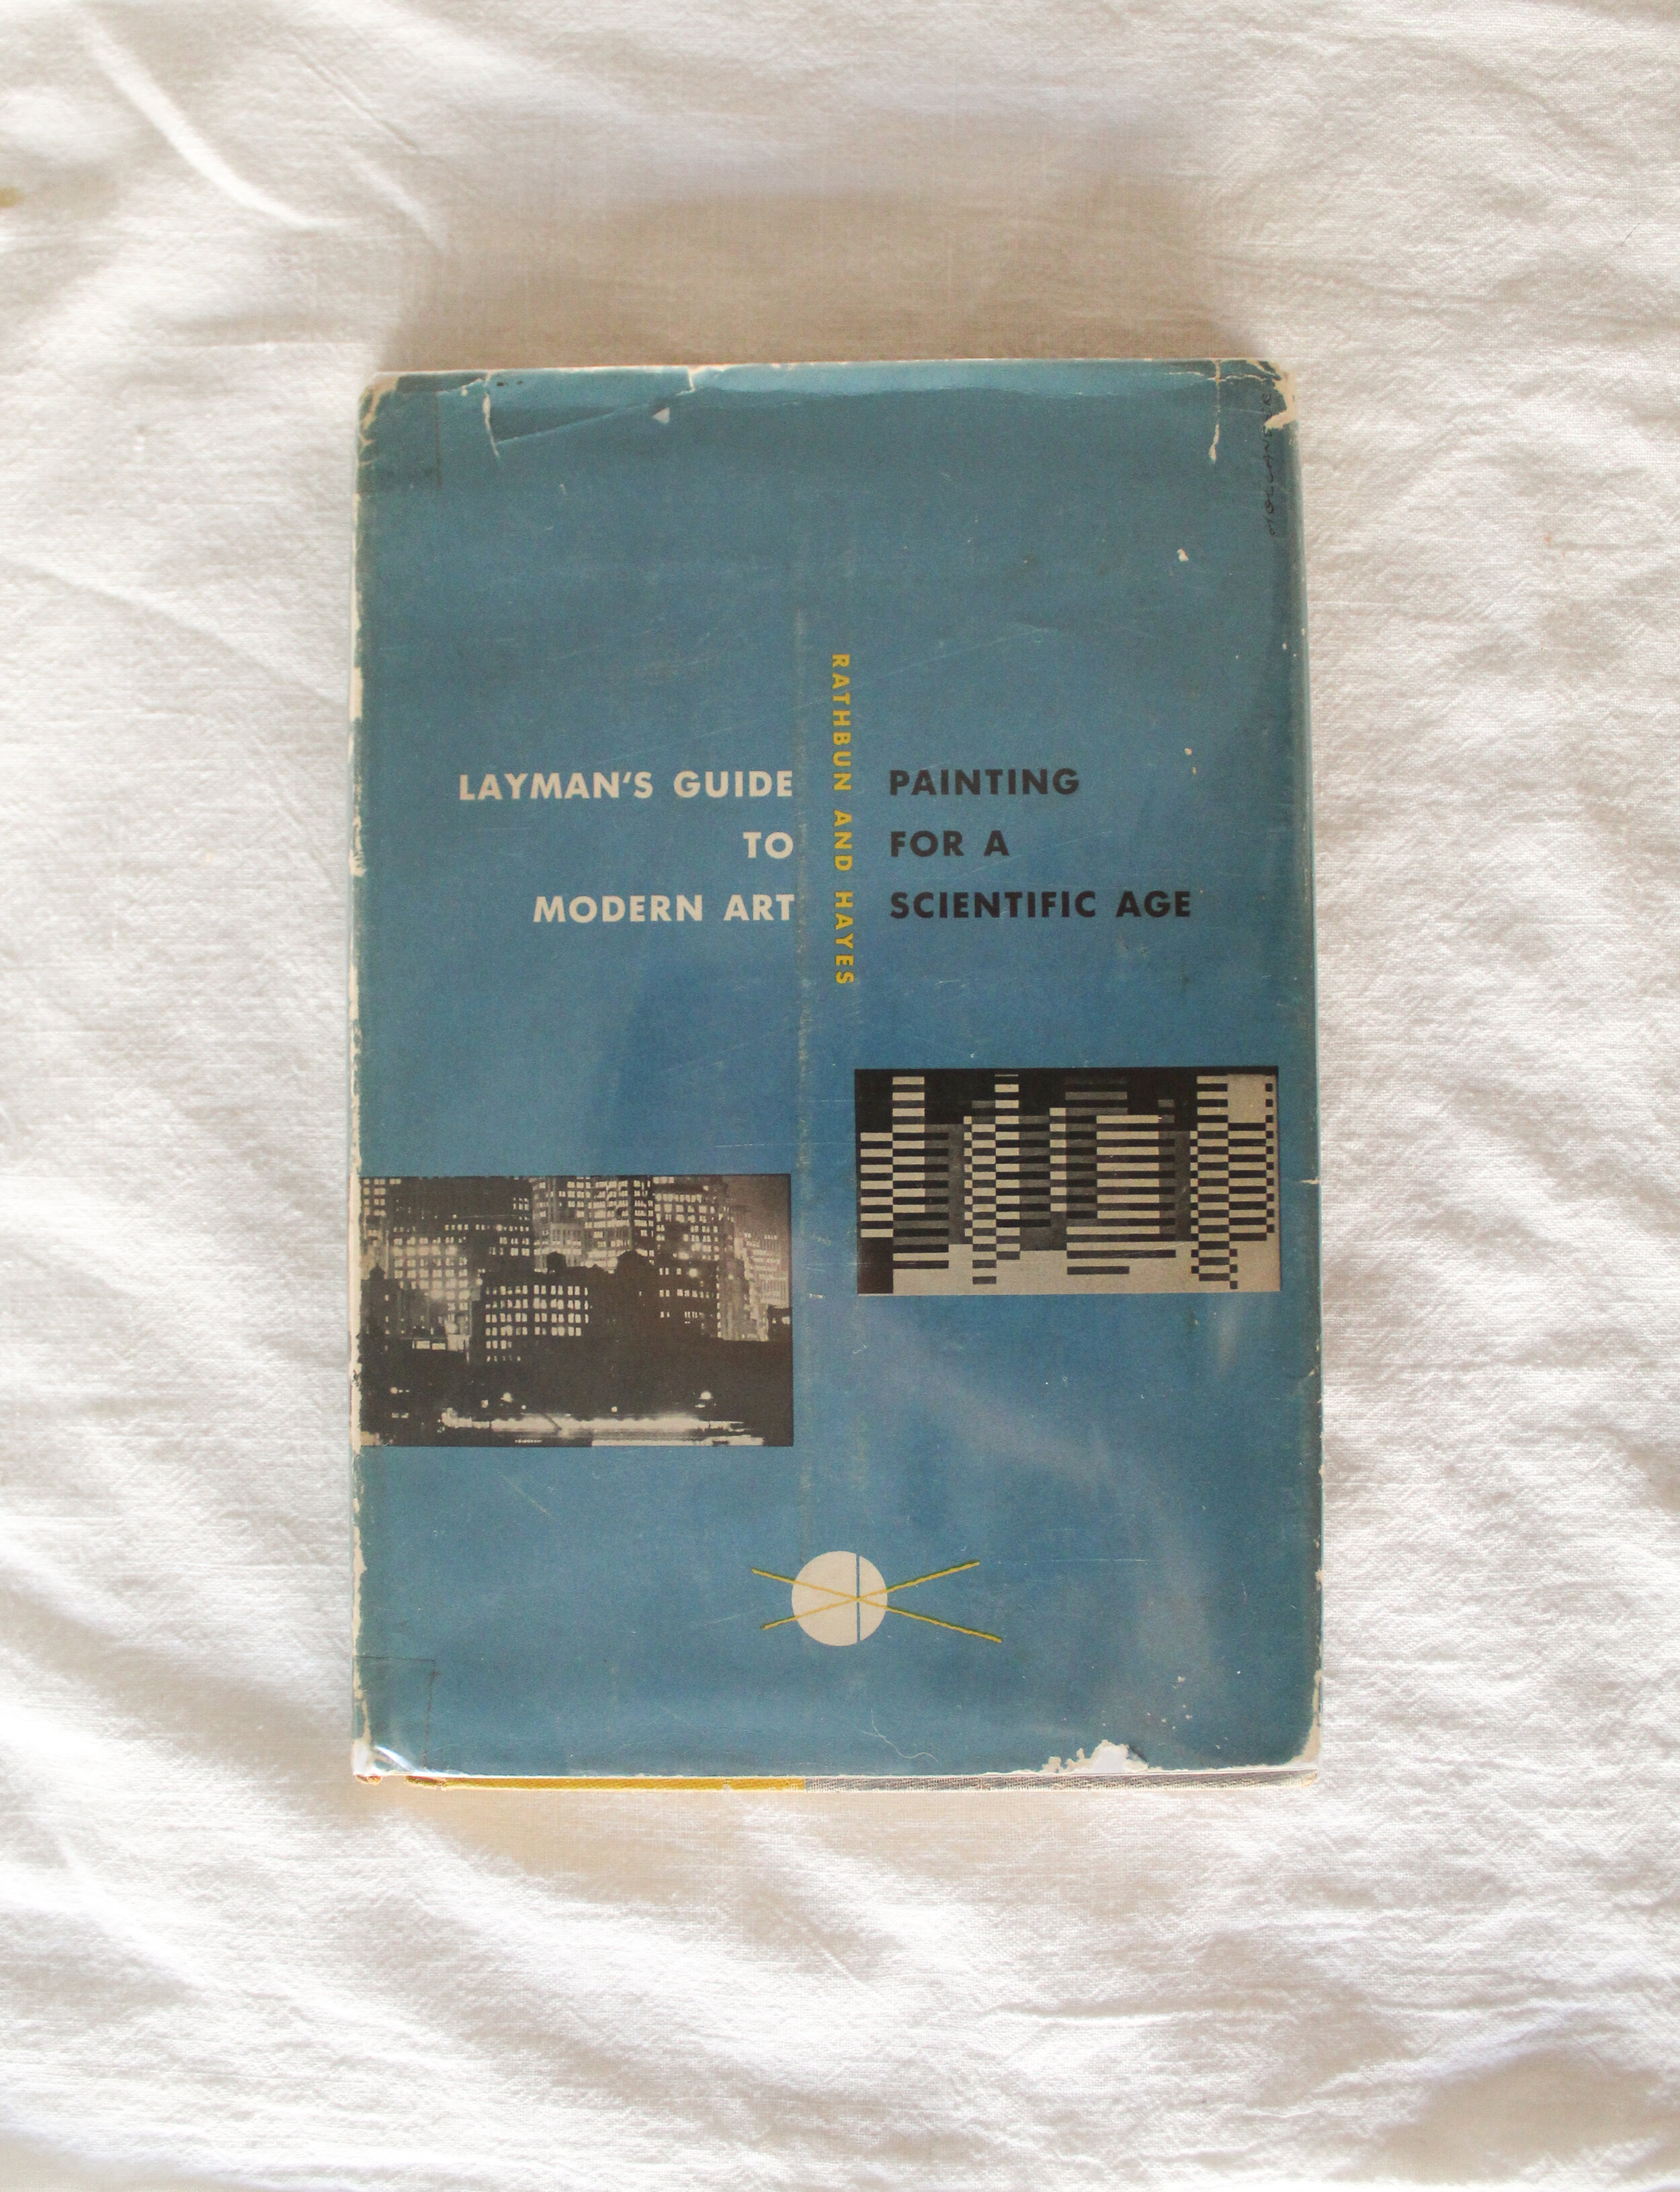 LAYMAN'S GUIDE
TO
MODERN ART
RATHBUN AND HAYES
PAINTING
FOR A
SCIENTIFIC AGE